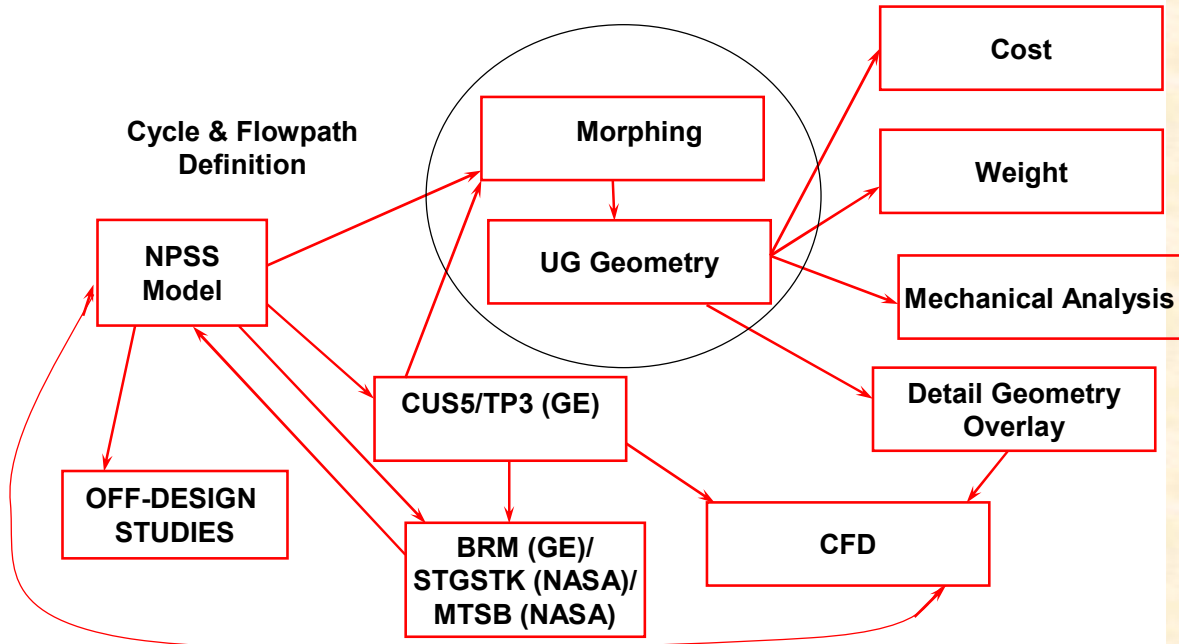 Cost
Cycle & Flowpath
Definition
Morphing
Weight
NPSS
Model
UG Geometry
Mechanical Analysis
CUS5/TP3 (GE)
Detail Geometry
Overlay
OFF-DESIGN
STUDIES
BRM (GE)/
STGSTK (NASA)/
MTSB (NASA)
CFD